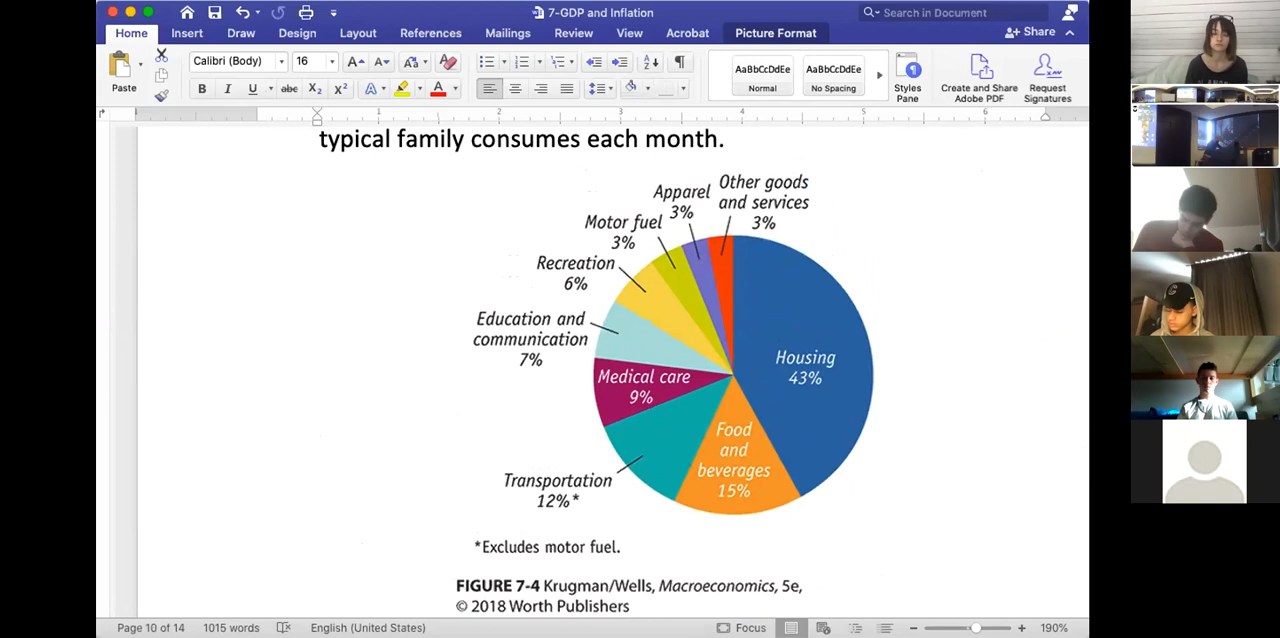 7-GDP and Inflation
Search in Document
Home Insert Draw Design Layout References Mailings Review View Acrobat Picture Format Share
Calibri (Body) 16 AaBbCcDdEe AaBbCcDdEe
Paste Normal No Spacing Styles Pane Create and Share Adobe PDF Request Signatures
typical family consumes each month.
Other goods
and services
3%
Apparel
3%
Motor fuel
3%
Recreation
6%
Education and
communication
7%
Medical care
9%
Transportation
12%*
Food
and
beverages
15%
Housing
43%
*Excludes motor fuel.
FIGURE 7-4 Krugman/Wells, Macroeconomics, 5e,
© 2018 Worth Publishers
Page 10 of 14 1015 words English (United States) Focus 190%